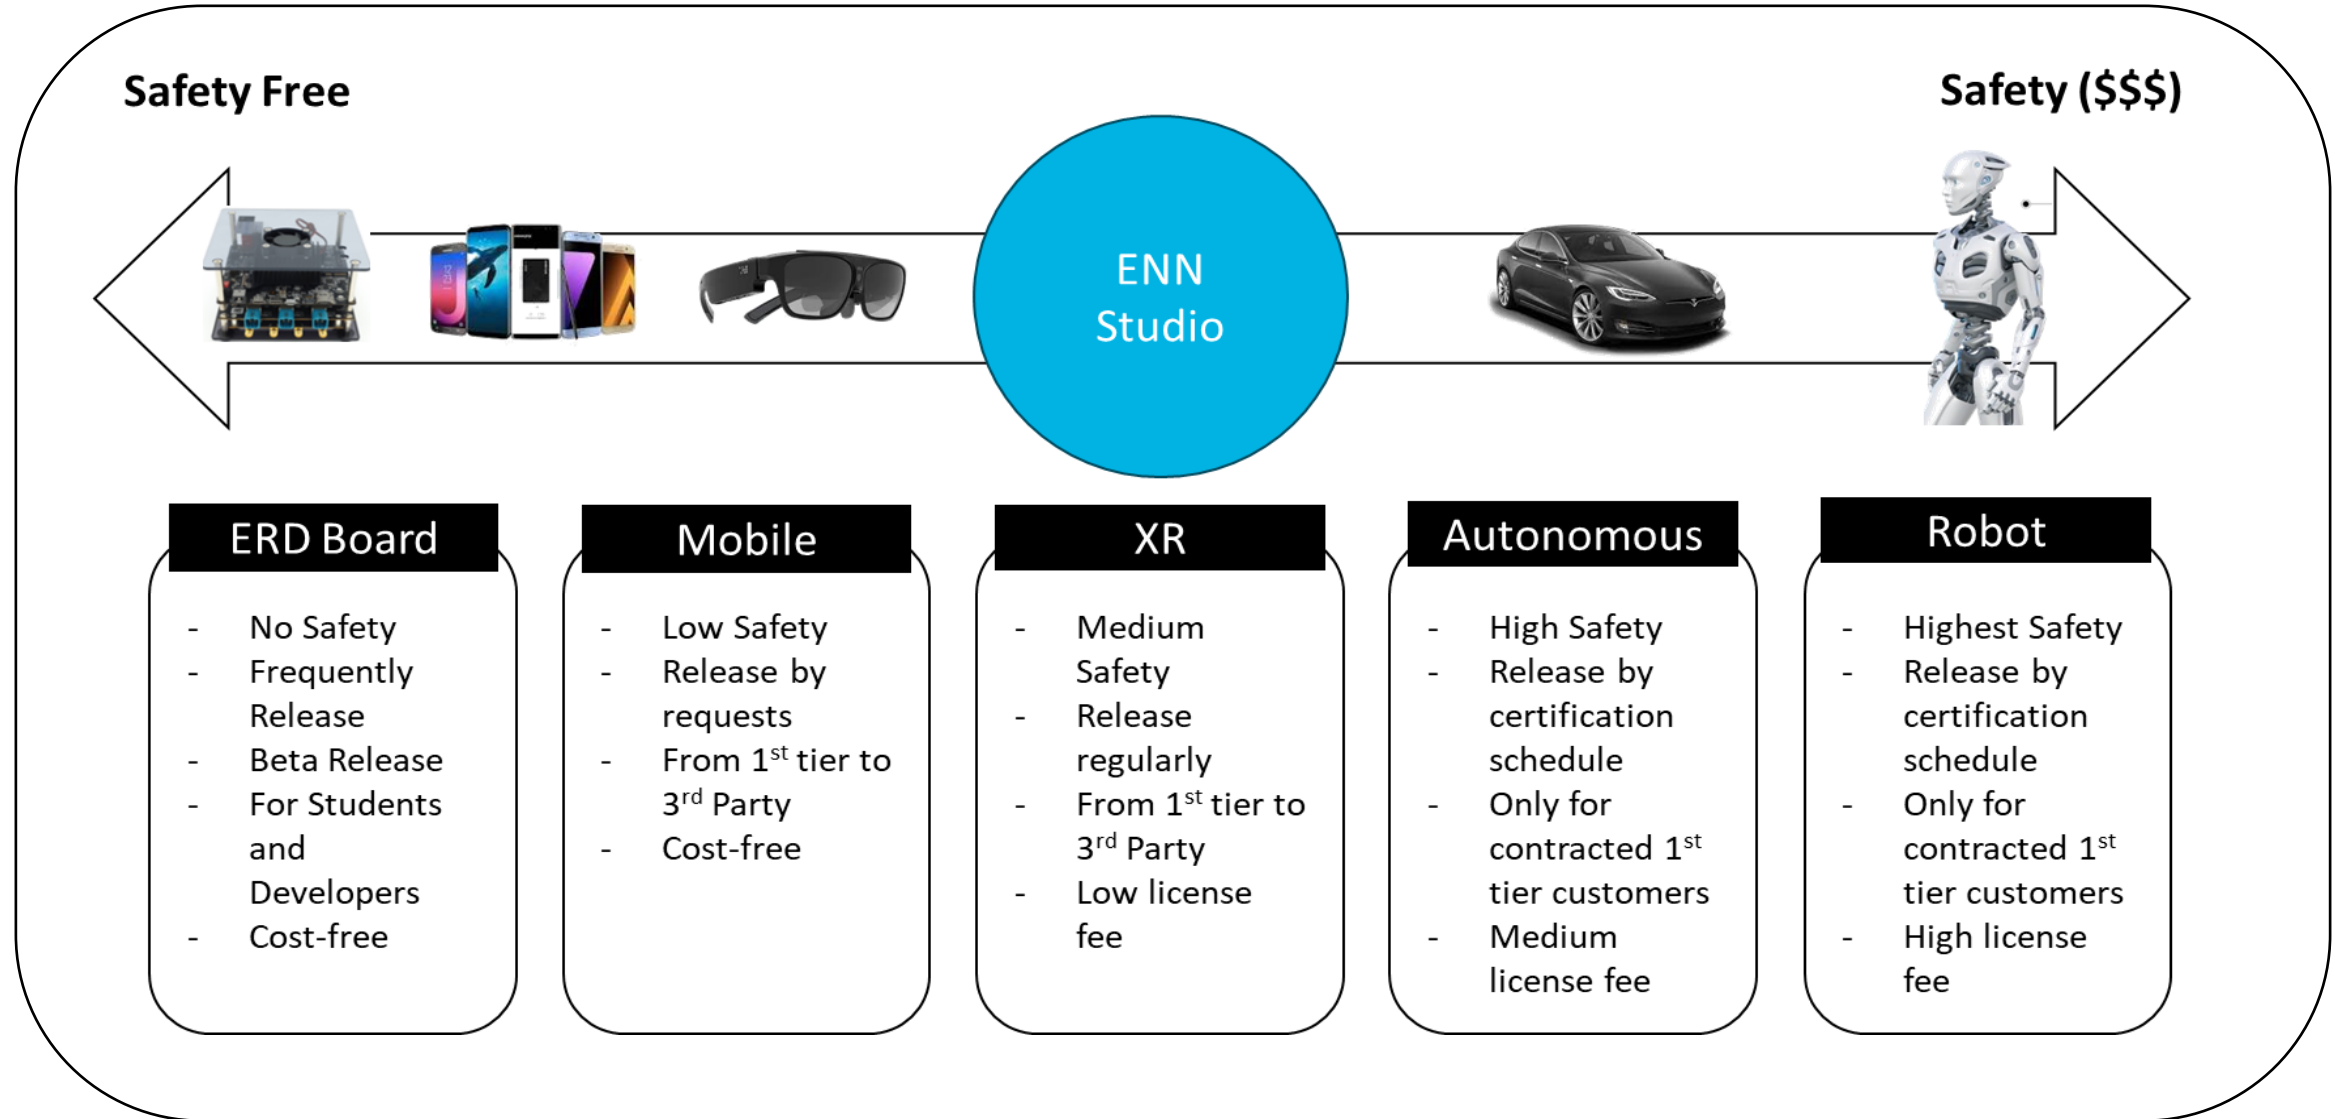 Safety Free
Safety ($$$)
ENN
Studio
ERD Board
- No Safety
- Frequently
Release
- Beta Release
- For Students
and
Developers
- Cost-free
Mobile
- Low Safety
- Release by
requests
- From 1st tier to
3rd Party
- Cost-free
XR
- Medium
Safety
- Release
regularly
- From 1st tier to
3rd Party
- Low license
fee
Autonomous
- High Safety
- Release by
certification
schedule
- Only for
contracted 1st
tier customers
- Medium
license fee
Robot
- Highest Safety
- Release by
certification
schedule
- Only for
contracted 1st
tier customers
- High license
fee